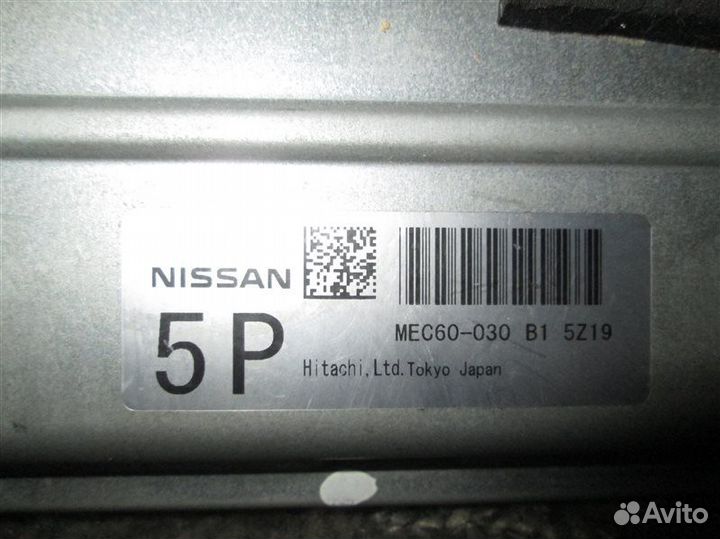 NISSAN
5P
MEC60-030 B1 5Z19
Hitachi,Ltd.Tokyo Japan
Avito